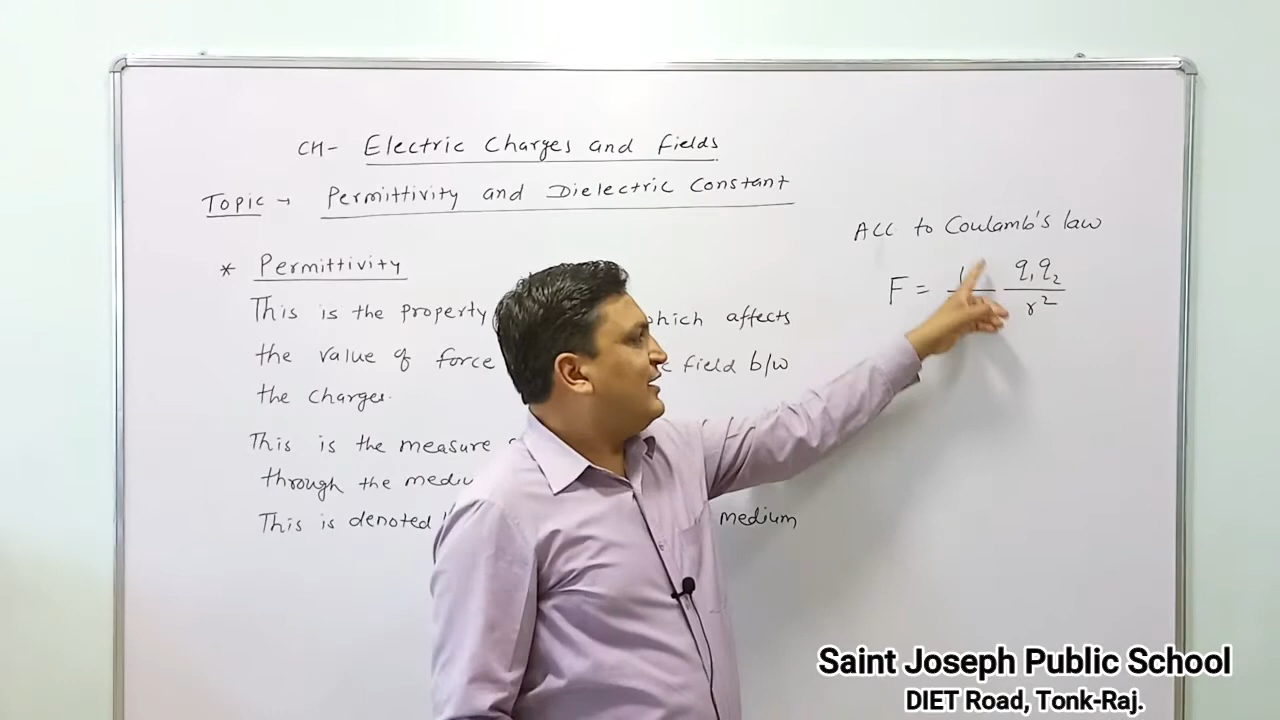 CH- Electric Charges and Fields
Topic → Permittivity and Dielectric Constant
* Permittivity
This is the property which affects
the value of force field b/w
the charges.
This is the measure
through the
This is denoted medium
Acc to Coulamb's law
F = 1 q₁q₂
r²
Saint Joseph Public School
DIET Road, Tonk-Raj.